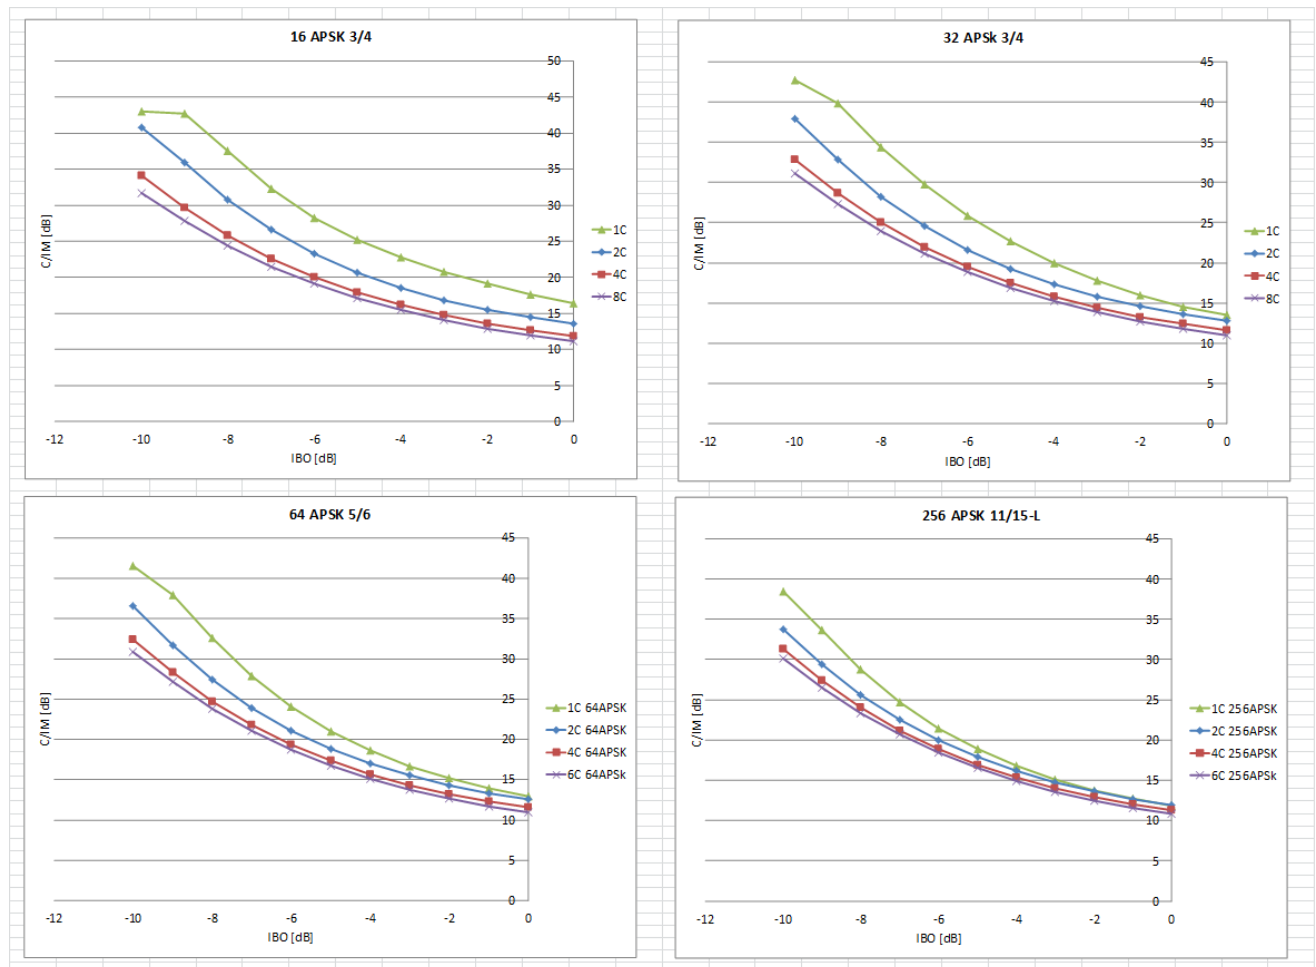 16 APSK 3/4
50
45
40
35
30
25
20
15
10
5
0
-12 -10 -8 -6 -4 -2 0
IBO [dB]
C/IM [dB]
1C
2C
4C
8C
32 APSk 3/4
45
40
35
30
25
20
15
10
5
0
-12 -10 -8 -6 -4 -2 0
IBO [dB]
C/IM [dB]
1C
2C
4C
8C
64 APSK 5/6
45
40
35
30
25
20
15
10
5
0
-12 -10 -8 -6 -4 -2 0
IBO [dB]
C/IM [dB]
1C 64APSK
2C 64APSK
4C 64APSK
6C 64APSk
256 APSK 11/15-L
45
40
35
30
25
20
15
10
5
0
-12 -10 -8 -6 -4 -2 0
IBO [dB]
C/IM [dB]
1C 256APSK
2C 256APSK
4C 256APSK
6C 256APSk